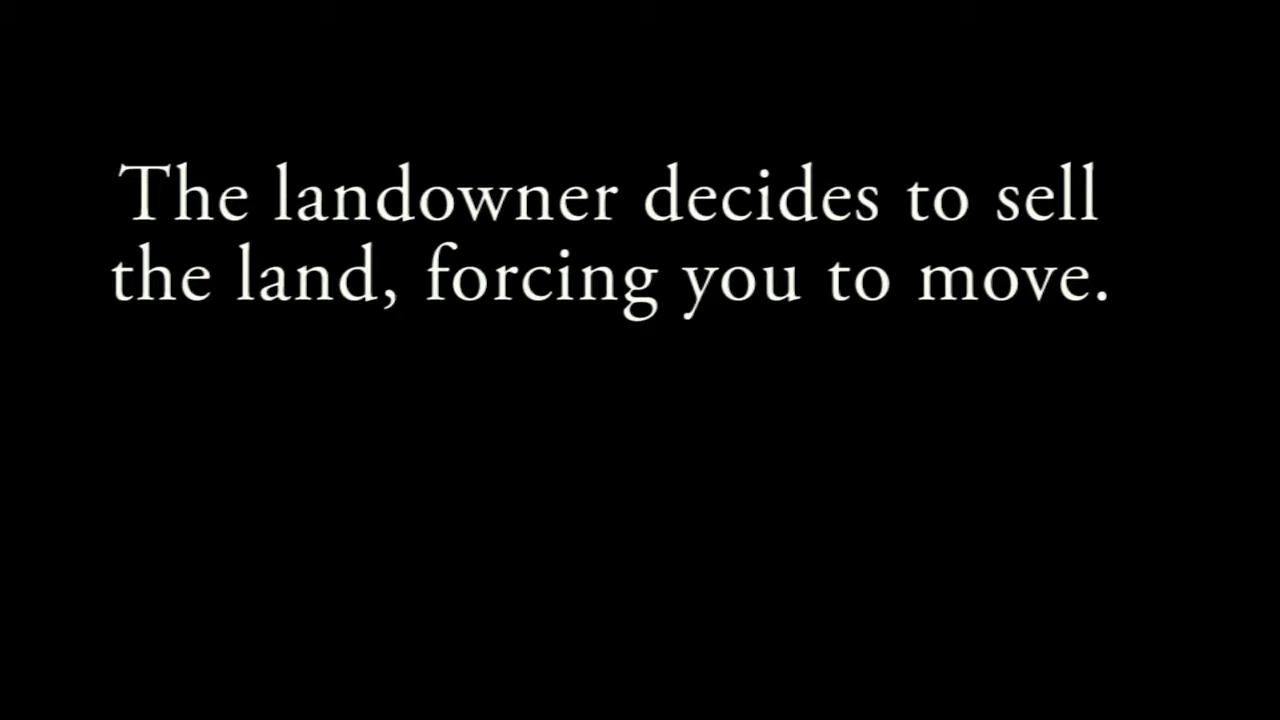 The landowner decides to sell
the land, forcing you to move.